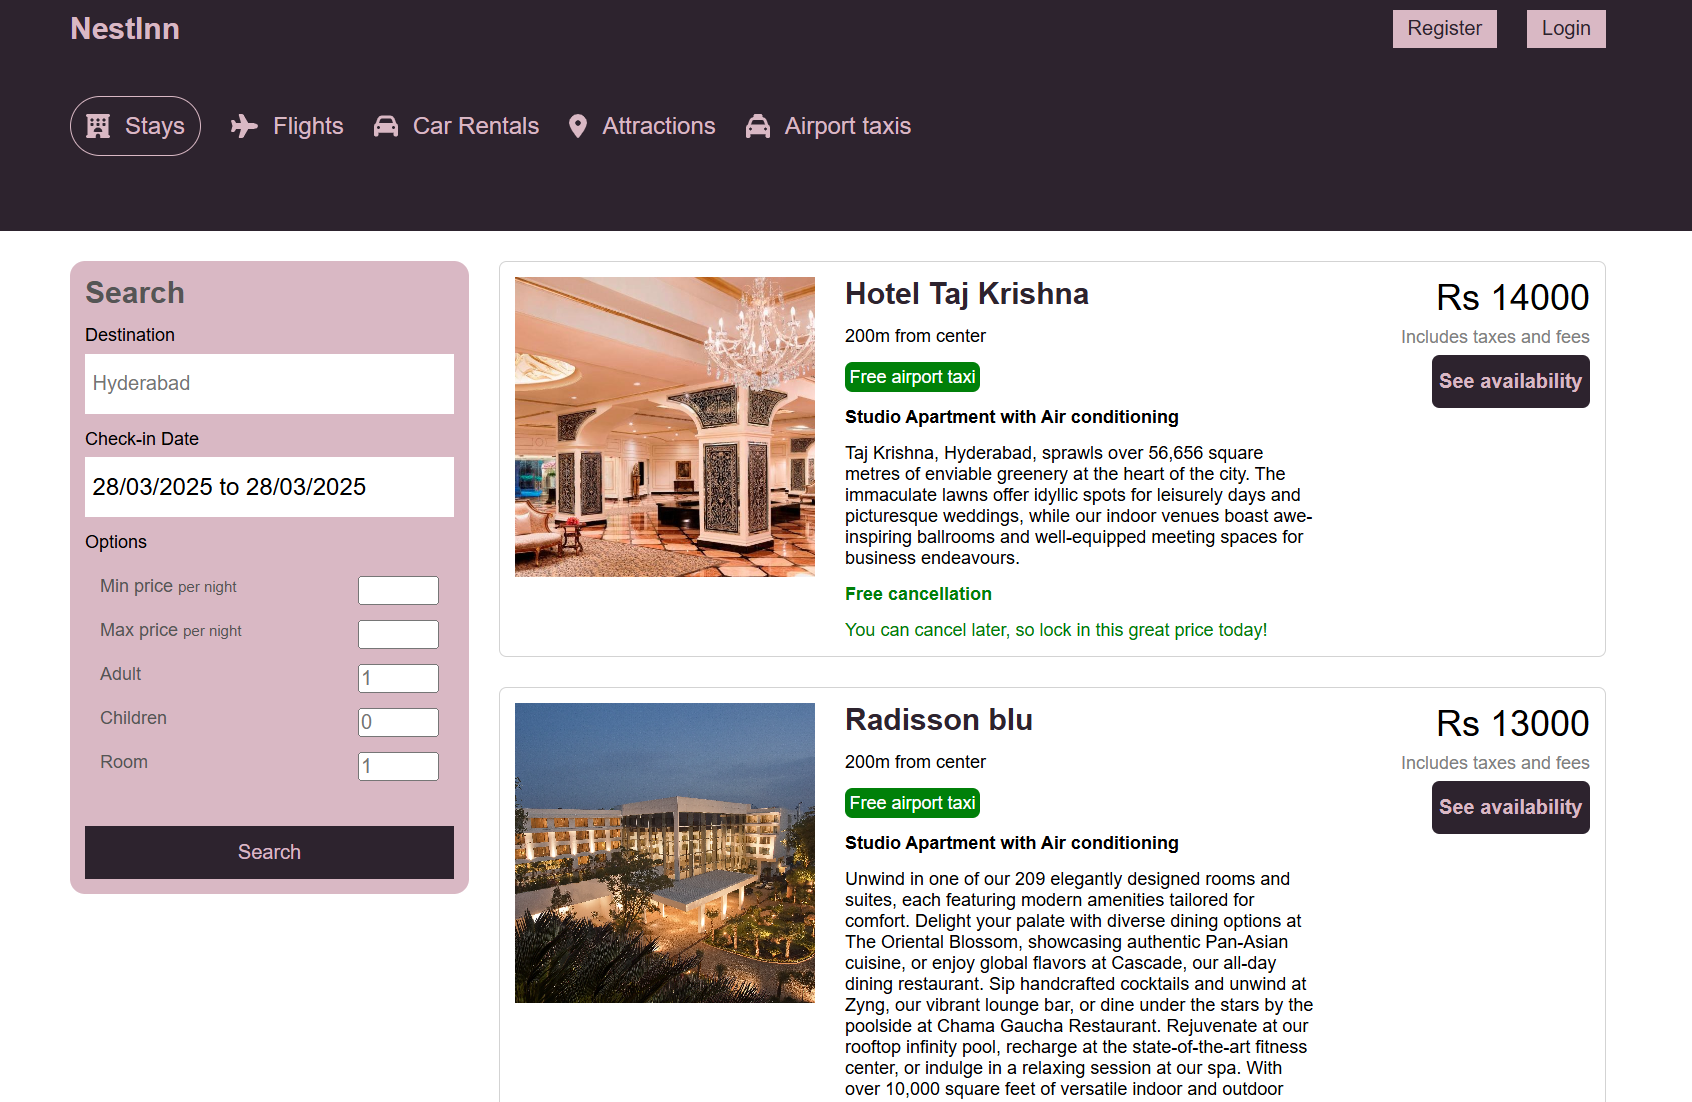 NestInn
Register
Login
Stays
Flights
Car Rentals
Attractions
Airport taxis
Search
Destination
Hyderabad
Check-in Date
28/03/2025 to 28/03/2025
Options
Min price per night
Max price per night
Adult
1
Children
0
Room
1
Search
Hotel Taj Krishna
200m from center
Free airport taxi
Studio Apartment with Air conditioning
Taj Krishna, Hyderabad, sprawls over 56,656 square
metres of enviable greenery at the heart of the city. The
immaculate lawns offer idyllic spots for leisurely days and
picturesque weddings, while our indoor venues boast awe-
inspiring ballrooms and well-equipped meeting spaces for
business endeavours.
Free cancellation
You can cancel later, so lock in this great price today!
Rs 14000
Includes taxes and fees
See availability
Radisson blu
200m from center
Free airport taxi
Studio Apartment with Air conditioning
Unwind in one of our 209 elegantly designed rooms and
suites, each featuring modern amenities tailored for
comfort. Delight your palate with diverse dining options at
The Oriental Blossom, showcasing authentic Pan-Asian
cuisine, or enjoy global flavors at Cascade, our all-day
dining restaurant. Sip handcrafted cocktails and unwind at
Zyng, our vibrant lounge bar, or dine under the stars by the
poolside at Chama Gaucha Restaurant. Rejuvenate at our
rooftop infinity pool, recharge at the state-of-the-art fitness
center, or indulge in a relaxing session at our spa. With
over 10,000 square feet of versatile indoor and outdoor
Rs 13000
Includes taxes and fees
See availability